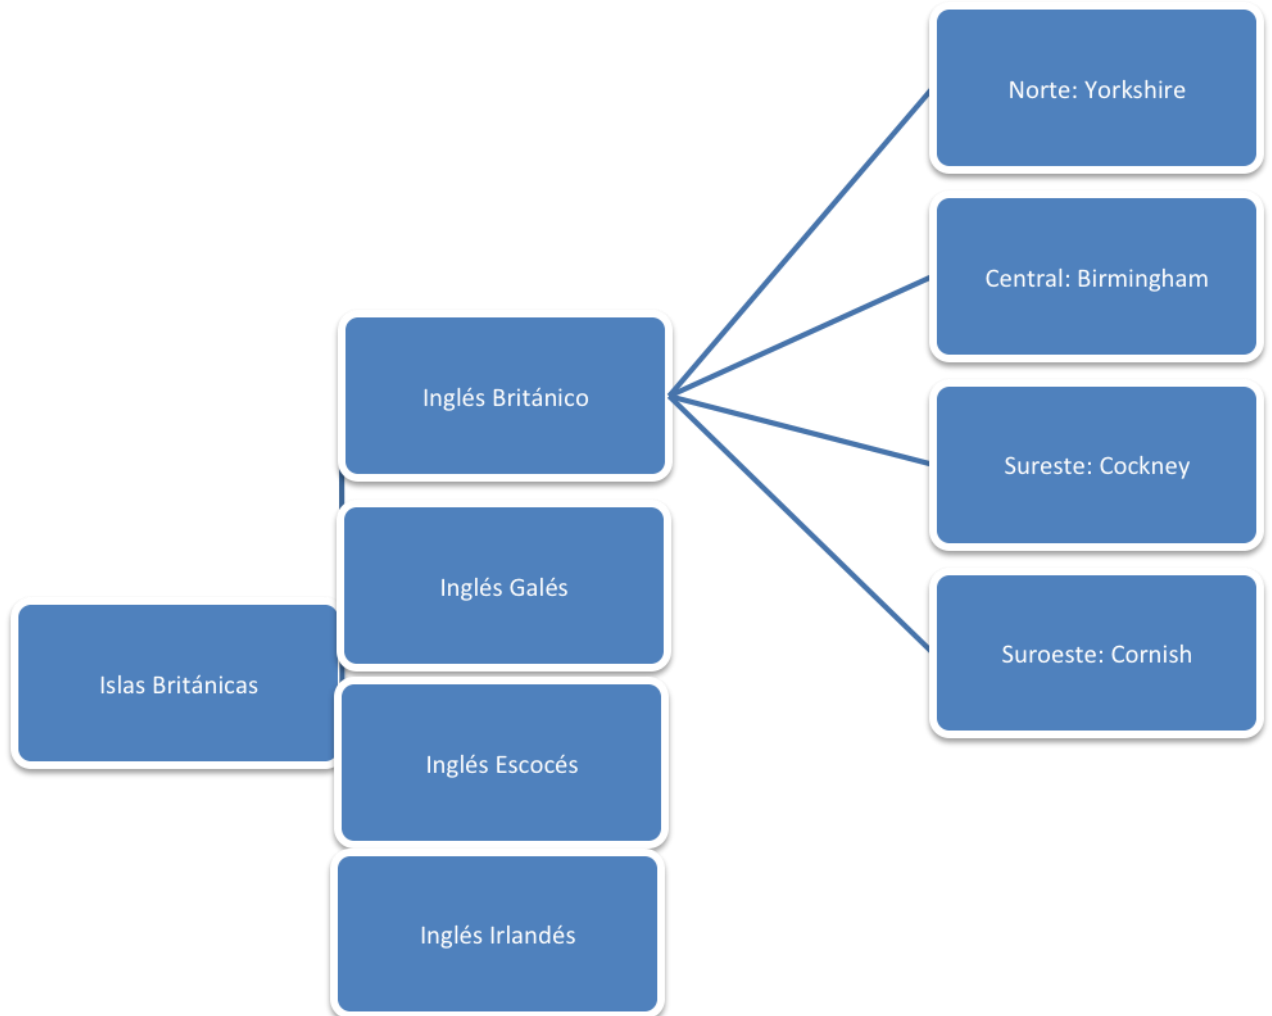 Islas Británicas
Inglés Británico
Norte: Yorkshire
Central: Birmingham
Sureste: Cockney
Suroeste: Cornish
Inglés Galés
Inglés Escocés
Inglés Irlandés